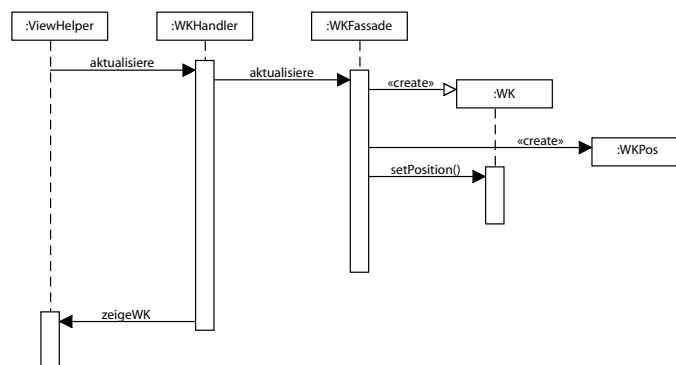 :ViewHelper
:WKHandler
:WKFassade
aktualisiere
aktualisiere
«create»
:WK
«create»
:WKPos
setPosition()
zeigeWK